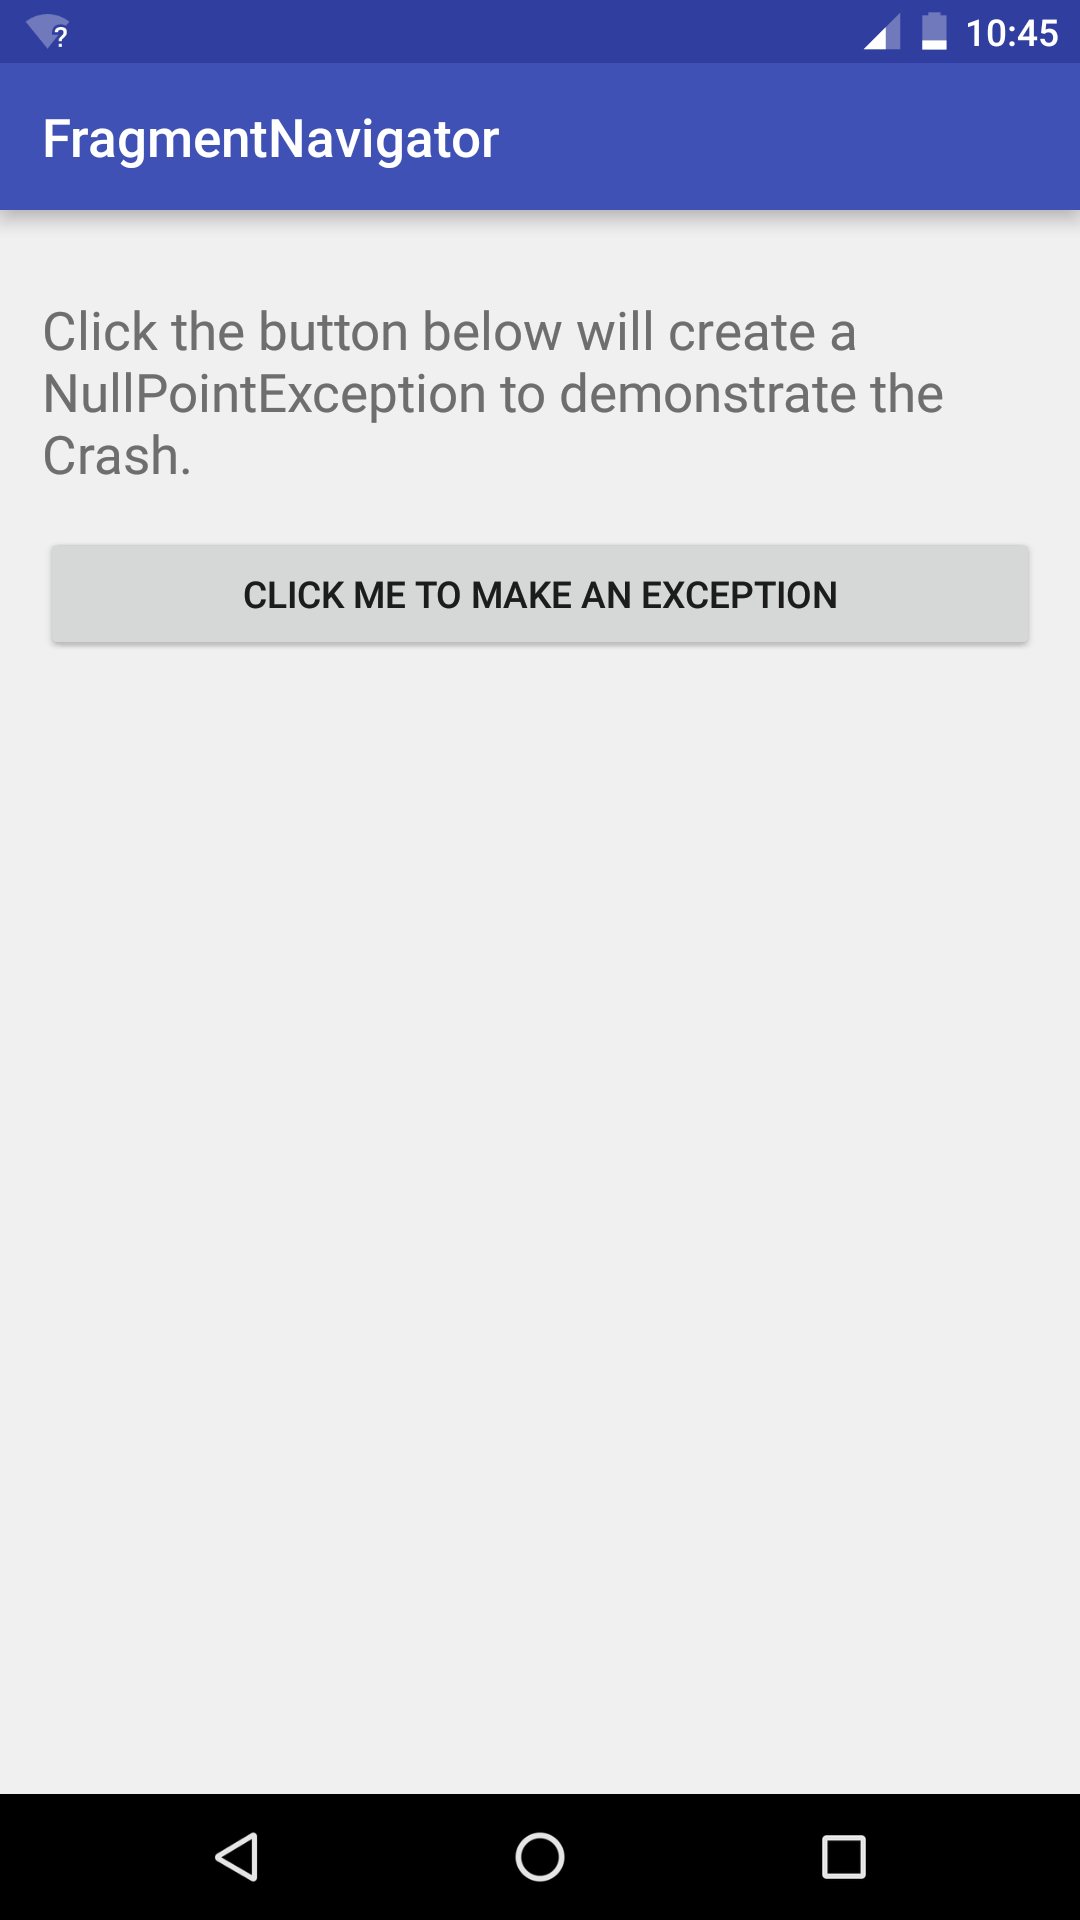 ?
10:45
FragmentNavigator
Click the button below will create a
NullPointException to demonstrate the
Crash.
CLICK ME TO MAKE AN EXCEPTION